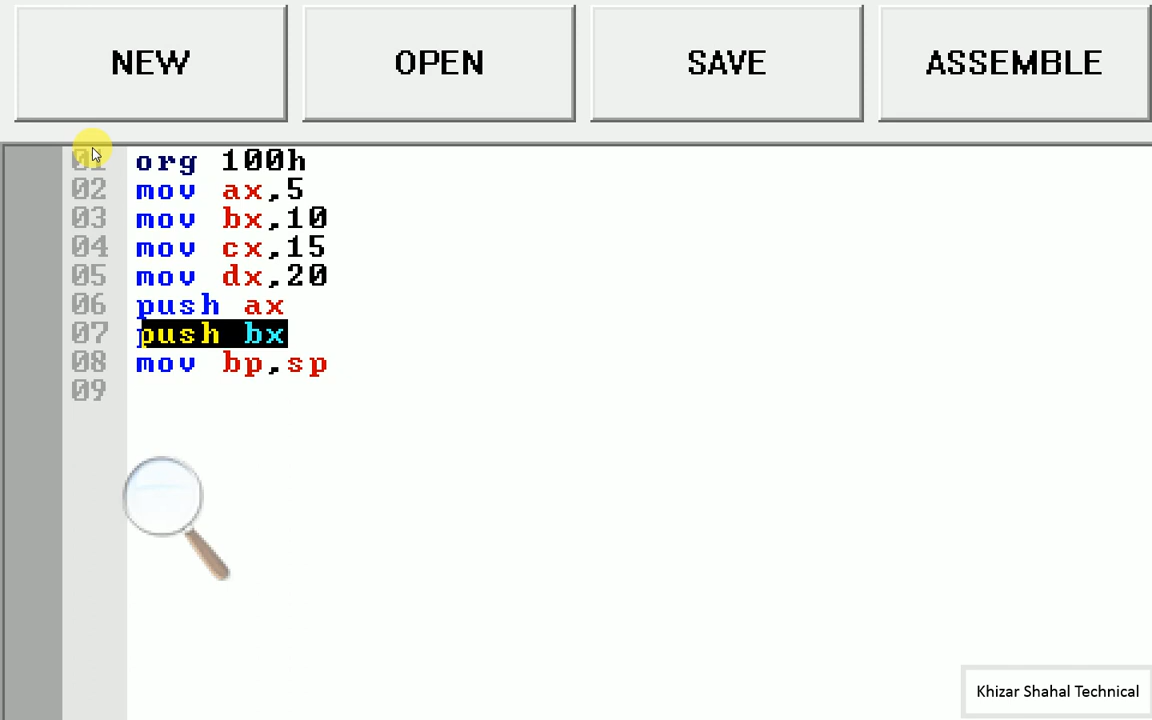 NEW OPEN SAVE ASSEMBLE
01 org 100h
02 mov ax,5
03 mov bx,10
04 mov cx,15
05 mov dx,20
06 push ax
07 push bx
08 mov bp,sp
09
Khizar Shahal Technical